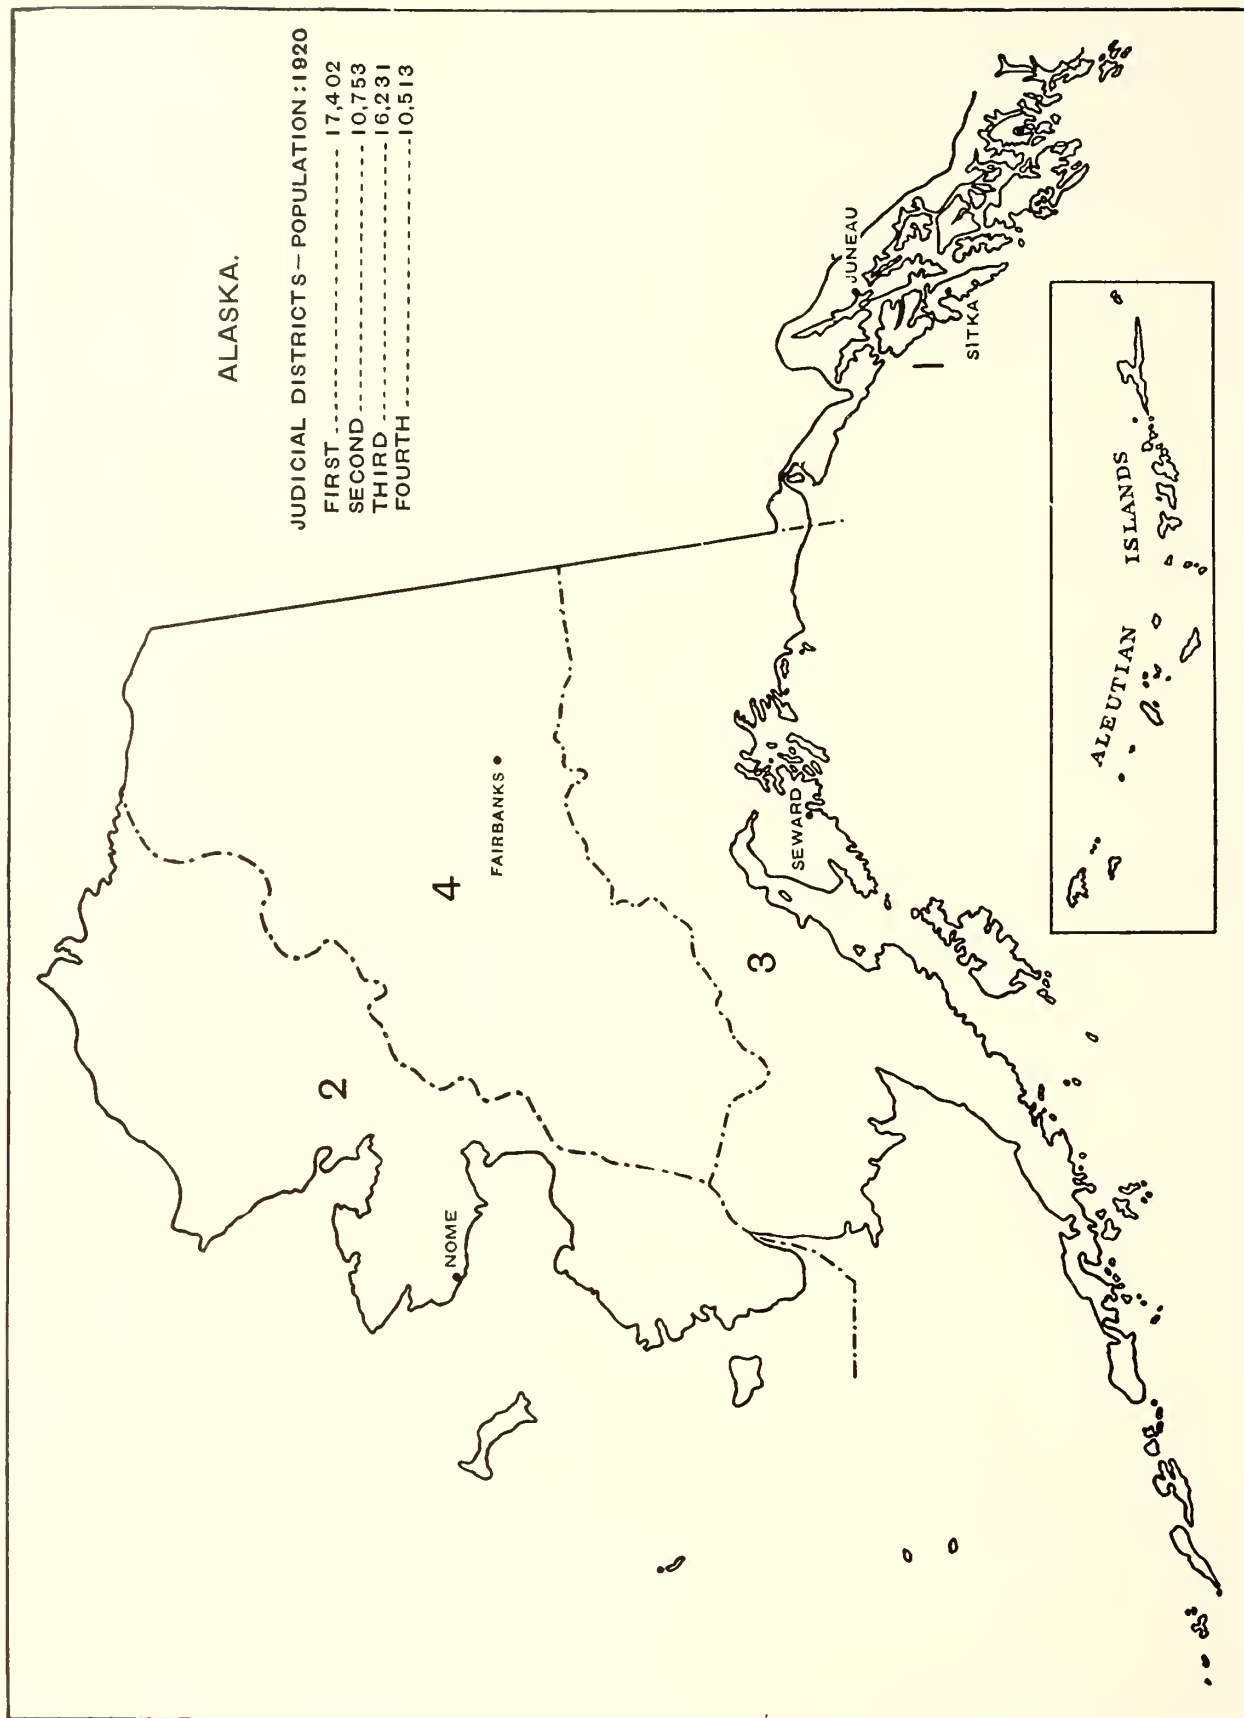 ALASKA.
JUDICIAL DISTRICTS—POPULATION:1920
FIRST 17,402
SECOND 10,753
THIRD 16,231
FOURTH 10,513
2
4
3
1
NOME
FAIRBANKS
SEWARD
JUNEAU
SITKA
ALEUTIAN ISLANDS